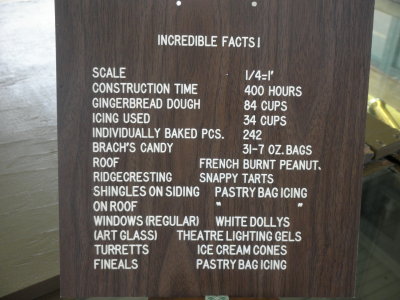 INCREDIBLE FACTS!
SCALE 1/4=1'
CONSTRUCTION TIME 400 HOURS
GINGERBREAD DOUGH 84 CUPS
ICING USED 34 CUPS
INDIVIDUALLY BAKED PCS. 242
BRACH'S CANDY 31-7 OZ. BAGS
ROOF FRENCH BURNT PEANUT.
RIDGECRESTING SNAPPY TARTS
SHINGLES ON SIDING PASTRY BAG ICING
ON ROOF " "
WINDOWS (REGULAR) WHITE DOLLYS
(ART GLASS) THEATRE LIGHTING GELS
TURRETTS ICE CREAM CONES
FINEALS PASTRY BAG ICING